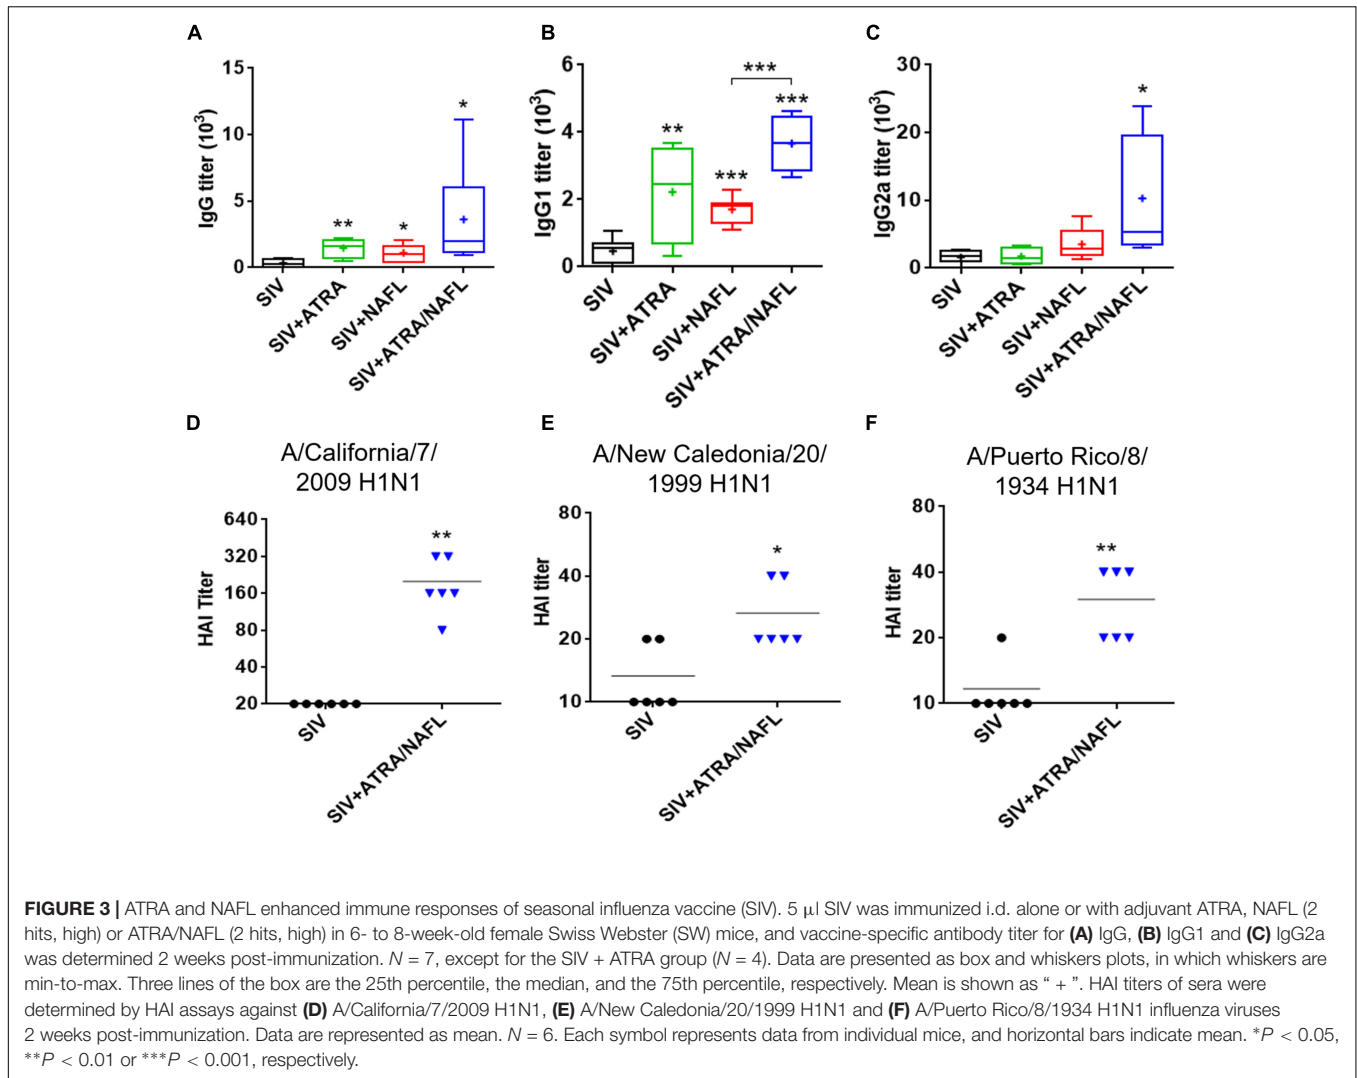 A
IgG titer (10³)
15
10
5
0
**
*
*
SIV
SIV+ATRA
SIV+NAFL
SIV+ATRA/NAFL
B
IgG1 titer (10³)
6
4
2
0
**
***
***
***
SIV
SIV+ATRA
SIV+NAFL
SIV+ATRA/NAFL
C
IgG2a titer (10³)
30
20
10
0
*
SIV
SIV+ATRA
SIV+NAFL
SIV+ATRA/NAFL
D
A/California/7/
2009 H1N1
HAI Titer
640
320
160
80
40
20
**
SIV
SIV+ATRA/NAFL
E
A/New Caledonia/20/
1999 H1N1
HAI titer
80
40
20
10
*
SIV
SIV+ATRA/NAFL
F
A/Puerto Rico/8/
1934 H1N1
HAI titer
80
40
20
10
**
SIV
SIV+ATRA/NAFL
FIGURE 3 | ATRA and NAFL enhanced immune responses of seasonal influenza vaccine (SIV). 5 μl SIV was immunized i.d. alone or with adjuvant ATRA, NAFL (2
hits, high) or ATRA/NAFL (2 hits, high) in 6- to 8-week-old female Swiss Webster (SW) mice, and vaccine-specific antibody titer for (A) IgG, (B) IgG1 and (C) IgG2a
was determined 2 weeks post-immunization. N = 7, except for the SIV + ATRA group (N = 4). Data are presented as box and whiskers plots, in which whiskers are
min-to-max. Three lines of the box are the 25th percentile, the median, and the 75th percentile, respectively. Mean is shown as “ + ”. HAI titers of sera were
determined by HAI assays against (D) A/California/7/2009 H1N1, (E) A/New Caledonia/20/1999 H1N1 and (F) A/Puerto Rico/8/1934 H1N1 influenza viruses
2 weeks post-immunization. Data are represented as mean. N = 6. Each symbol represents data from individual mice, and horizontal bars indicate mean. *P < 0.05,
**P < 0.01 or ***P < 0.001, respectively.